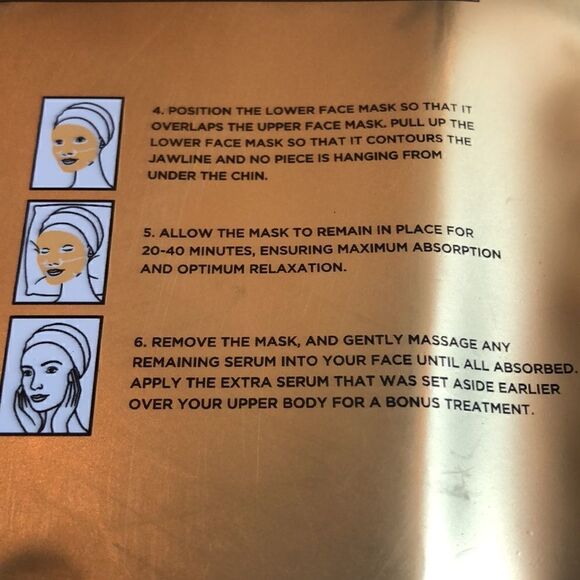 4. POSITION THE LOWER FACE MASK SO THAT IT
OVERLAPS THE UPPER FACE MASK. PULL UP THE
LOWER FACE MASK SO THAT IT CONTOURS THE
JAWLINE AND NO PIECE IS HANGING FROM
UNDER THE CHIN.
5. ALLOW THE MASK TO REMAIN IN PLACE FOR
20-40 MINUTES, ENSURING MAXIMUM ABSORPTION
AND OPTIMUM RELAXATION.
6. REMOVE THE MASK, AND GENTLY MASSAGE ANY
REMAINING SERUM INTO YOUR FACE UNTIL ALL ABSORBED.
APPLY THE EXTRA SERUM THAT WAS SET ASIDE EARLIER
OVER YOUR UPPER BODY FOR A BONUS TREATMENT.